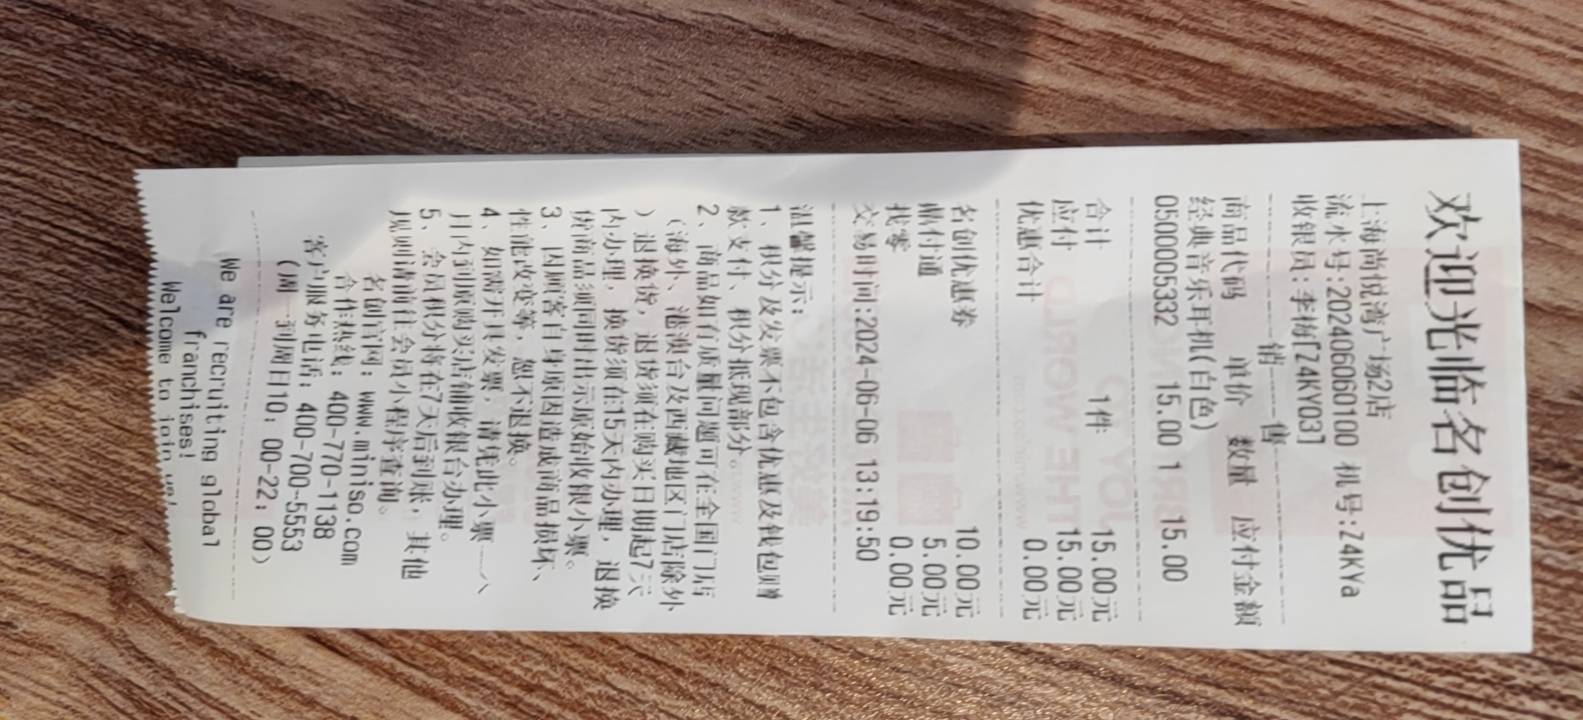 欢迎光临名创优品
上海尚悦湾广场2店
流水号:20240606060100 机号:Z4KYa
收银员:李杨[Z4KY03]
销 售
商品代码 单价 数量 应付金额
经典音乐耳机(白色)
0500005332 15.00 1 15.00
合计 1件 15.00元
应付 15.00元
优惠合计 0.00元
名创优惠券 10.00元
鼎付通 5.00元
找零 0.00元
交易时间:2024-06-06 13:19:50
温馨提示:
1、积分及发票不包含优惠及钱包赠
款支付、积分抵现部分。
2、商品如有质量问题可在全国门店
(海外、港澳台及西藏地区门店除外
)退换货,退货须在购买日期起7天
内办理,换货须在15天内办理,退换
货商品须同时出示原始收银小票。
3、因顾客自身原因造成商品损坏、
性能改变等,恕不退换。
4、如需开具发票,请凭此小票一个
月内到原购买店铺收银台办理。
5、会员积分将在7天后到账,其他
规则请前往会员小程序查询。
名创官网:www.miniso.com
合作热线:400-770-1138
客户服务电话:400-700-5553
(周一到周日10:00-22:00)
We are recruiting global
franchises!
Welcome to join us!